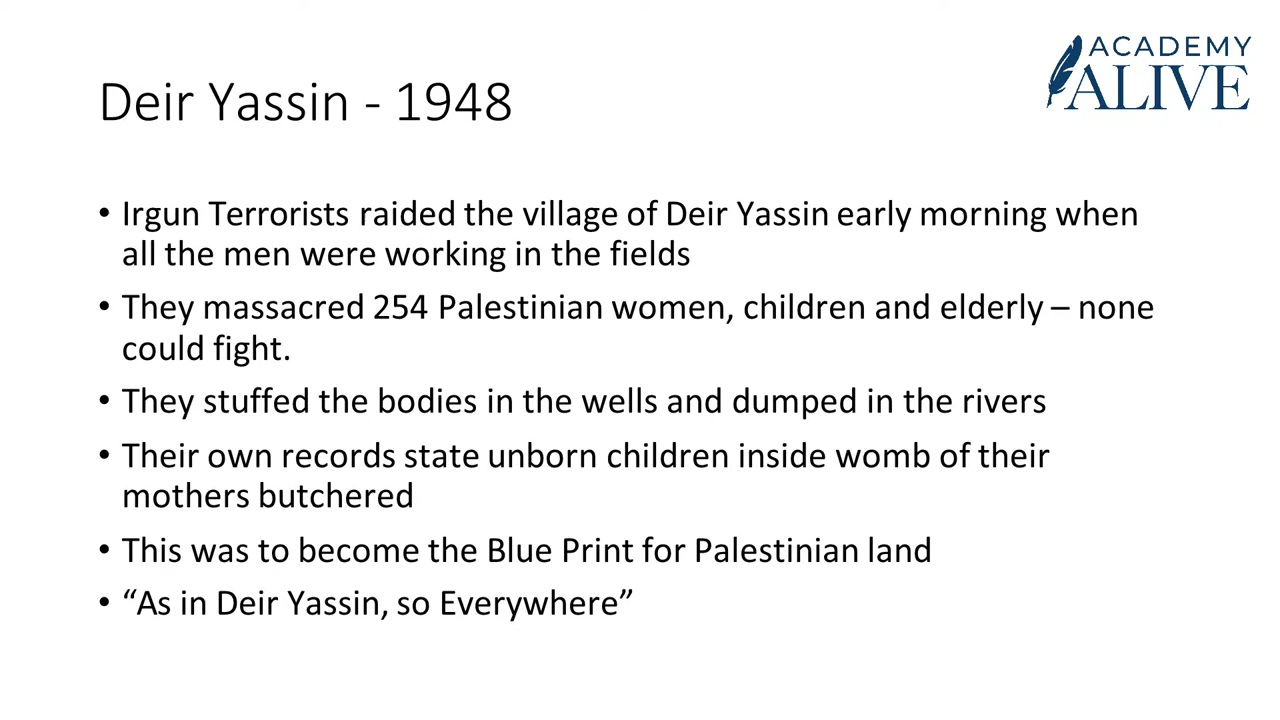 ACADEMY
ALIVE
Deir Yassin - 1948
• Irgun Terrorists raided the village of Deir Yassin early morning when
all the men were working in the fields
• They massacred 254 Palestinian women, children and elderly – none
could fight.
• They stuffed the bodies in the wells and dumped in the rivers
• Their own records state unborn children inside womb of their
mothers butchered
• This was to become the Blue Print for Palestinian land
• “As in Deir Yassin, so Everywhere”